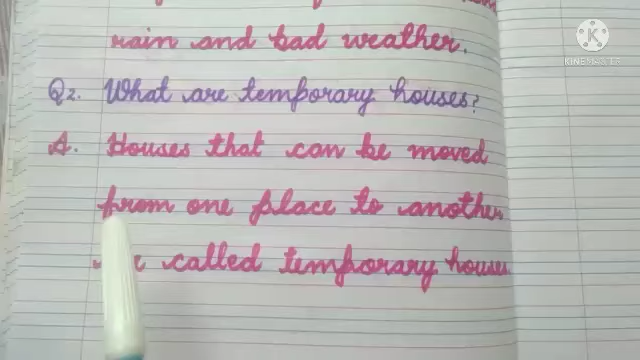 rain and bad weather.
Q2. What are temporary houses?
A. Houses that can be moved
from one place to another
called temporary houses
KINEMASTER